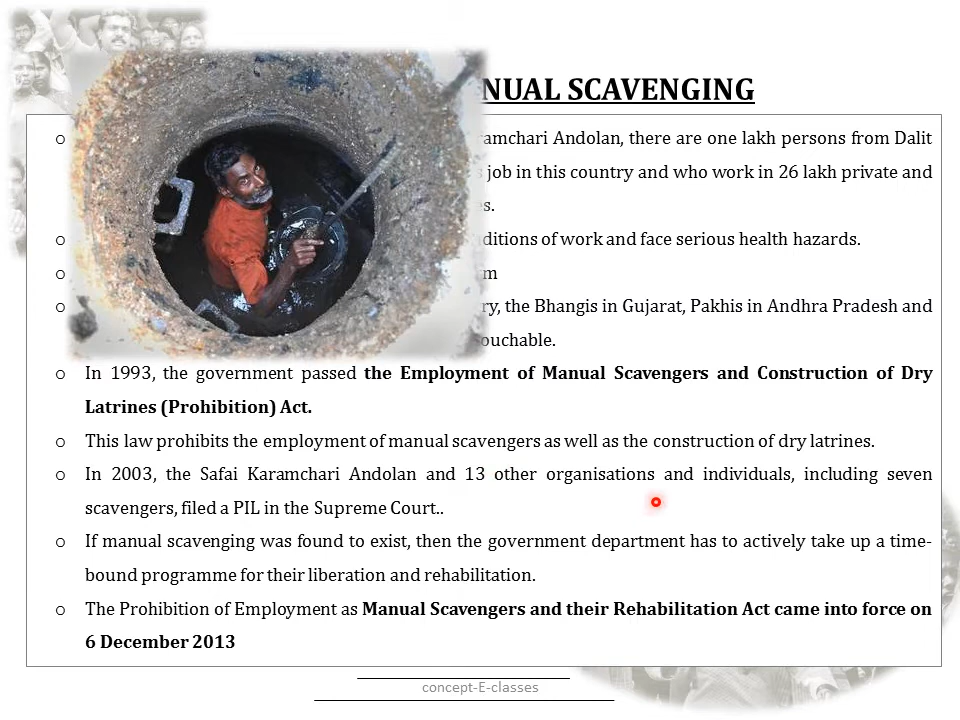 NUAL SCAVENGING
ramchari Andolan, there are one lakh persons from Dalit
job in this country and who work in 26 lakh private and
es.
ditions of work and face serious health hazards.
m
ry, the Bhangis in Gujarat, Pakhis in Andhra Pradesh and
ouchable.
o In 1993, the government passed the Employment of Manual Scavengers and Construction of Dry
Latrines (Prohibition) Act.
o This law prohibits the employment of manual scavengers as well as the construction of dry latrines.
o In 2003, the Safai Karamchari Andolan and 13 other organisations and individuals, including seven
scavengers, filed a PIL in the Supreme Court..
o If manual scavenging was found to exist, then the government department has to actively take up a time-
bound programme for their liberation and rehabilitation.
o The Prohibition of Employment as Manual Scavengers and their Rehabilitation Act came into force on
6 December 2013
concept-E-classes